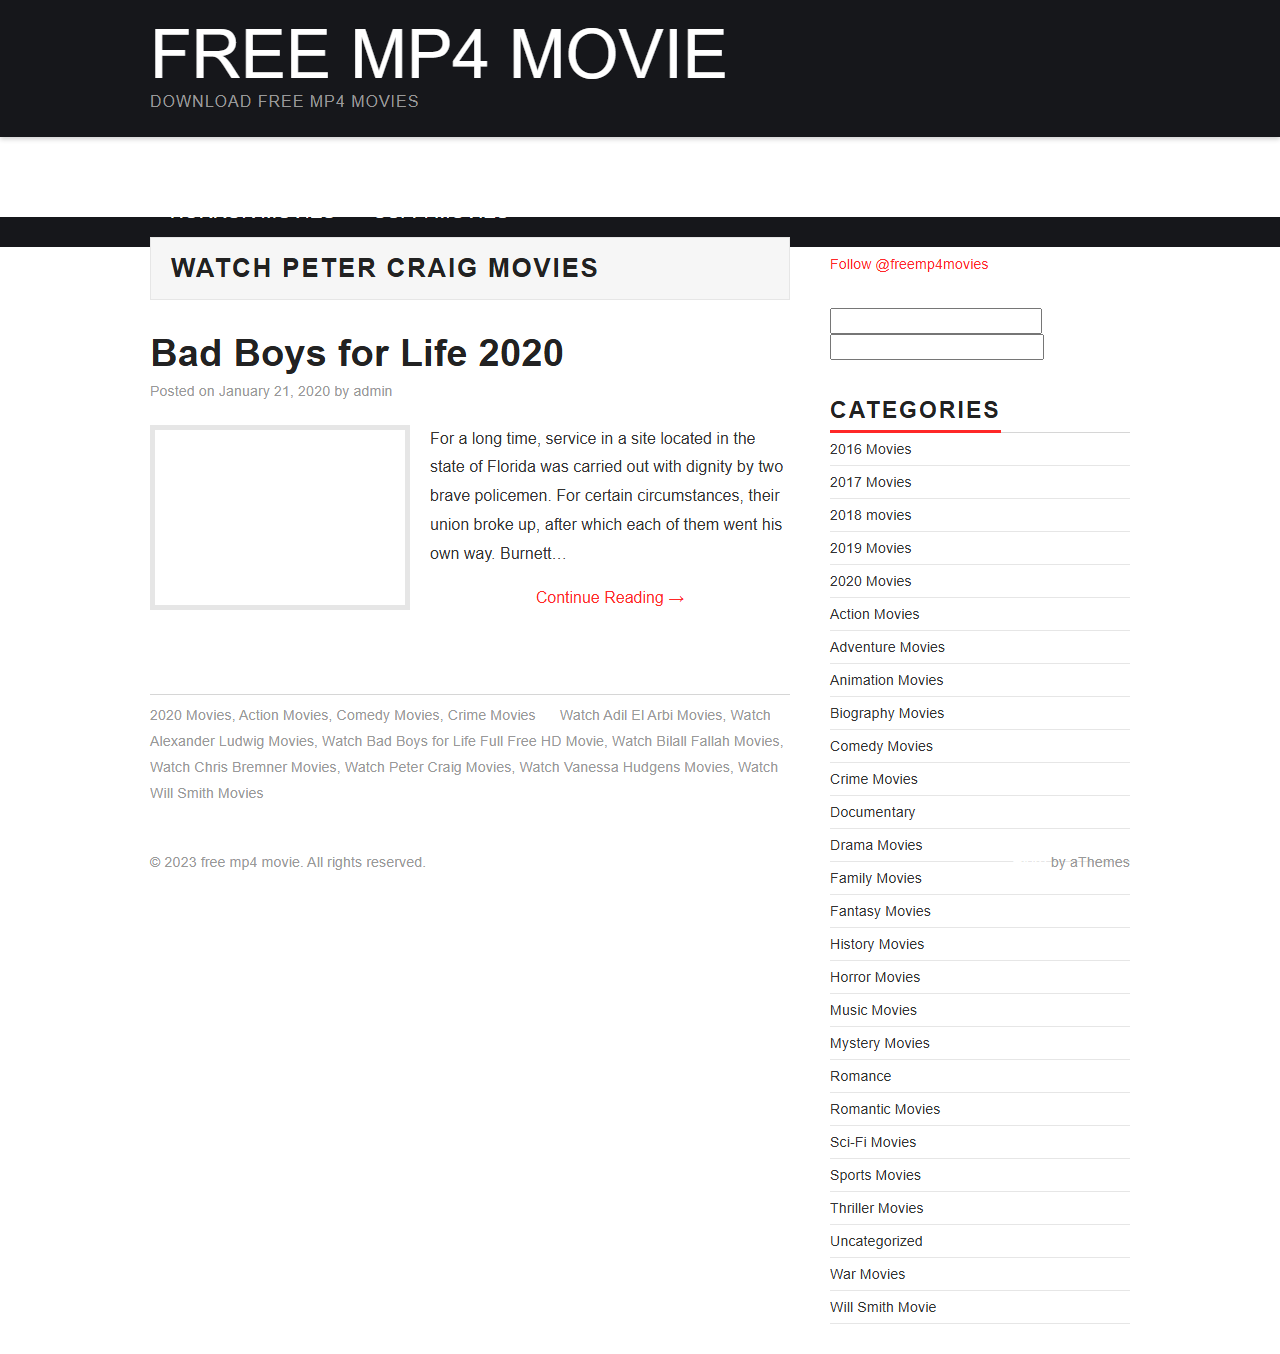 FREE MP4 MOVIE
DOWNLOAD FREE MP4 MOVIES
WATCH PETER CRAIG MOVIES
Bad Boys for Life 2020
Posted on January 21, 2020 by admin
For a long time, service in a site located in the
state of Florida was carried out with dignity by two
brave policemen. For certain circumstances, their
union broke up, after which each of them went his
own way. Burnett…
Continue Reading →
2020 Movies, Action Movies, Comedy Movies, Crime Movies Watch Adil El Arbi Movies, Watch
Alexander Ludwig Movies, Watch Bad Boys for Life Full Free HD Movie, Watch Bilall Fallah Movies,
Watch Chris Bremner Movies, Watch Peter Craig Movies, Watch Vanessa Hudgens Movies, Watch
Will Smith Movies
Follow @freemp4movies
CATEGORIES
2016 Movies
2017 Movies
2018 movies
2019 Movies
2020 Movies
Action Movies
Adventure Movies
Animation Movies
Biography Movies
Comedy Movies
Crime Movies
Documentary
Drama Movies
Family Movies
Fantasy Movies
History Movies
Horror Movies
Music Movies
Mystery Movies
Romance
Romantic Movies
Sci-Fi Movies
Sports Movies
Thriller Movies
Uncategorized
War Movies
Will Smith Movie
© 2023 free mp4 movie. All rights reserved.
by aThemes